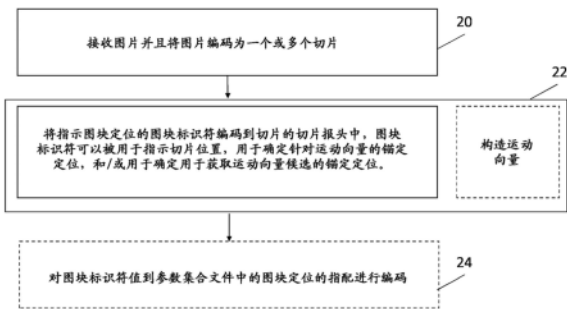 20
接收图片并且将图片编码为一个或多个切片
22
将指示图块定位的图块标识符编码到切片的切片报头中，图块
标识符可以被用于指示切片位置，用于确定针对运动向量的锚定
定位，和/或用于确定用于获取运动向量候选的锚定定位。
构造运动
向量
24
对图块标识符值到参数集合文件中的图块定位的指配进行编码